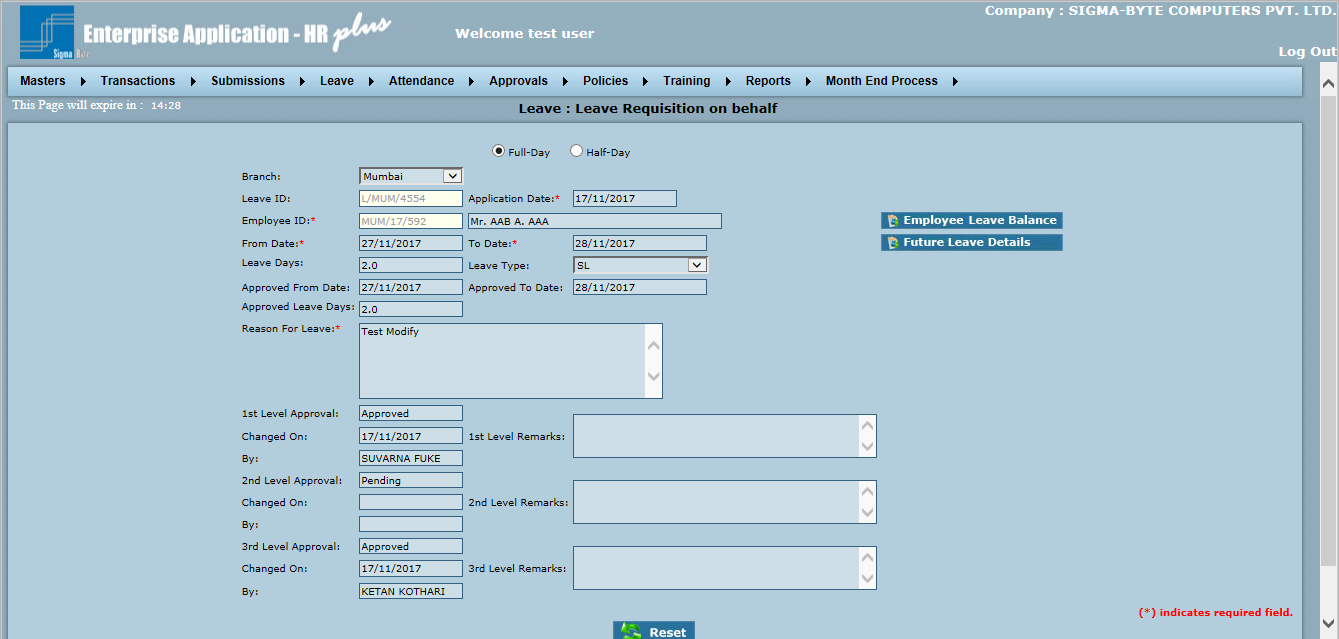 Company : SIGMA-BYTE COMPUTERS PVT. LTD.
Sigma Byte
Enterprise Application - HR plus
Welcome test user
Log Out
Masters Transactions Submissions Leave Attendance Approvals Policies Training Reports Month End Process
This Page will expire in : 14:28
Leave : Leave Requisition on behalf
Full-Day Half-Day
Branch: Mumbai
Leave ID: L/MUM/4554 Application Date:* 17/11/2017
Employee ID:* MUM/17/592 Mr. AAB A. AAA Employee Leave Balance
From Date:* 27/11/2017 To Date:* 28/11/2017 Future Leave Details
Leave Days: 2.0 Leave Type: SL
Approved From Date: 27/11/2017 Approved To Date: 28/11/2017
Approved Leave Days: 2.0
Reason For Leave:* Test Modify
1st Level Approval: Approved
Changed On: 17/11/2017 1st Level Remarks:
By: SUVARNA FUKE
2nd Level Approval: Pending
Changed On: 2nd Level Remarks:
By:
3rd Level Approval: Approved
Changed On: 17/11/2017 3rd Level Remarks:
By: KETAN KOTHARI
(*) indicates required field.
Reset